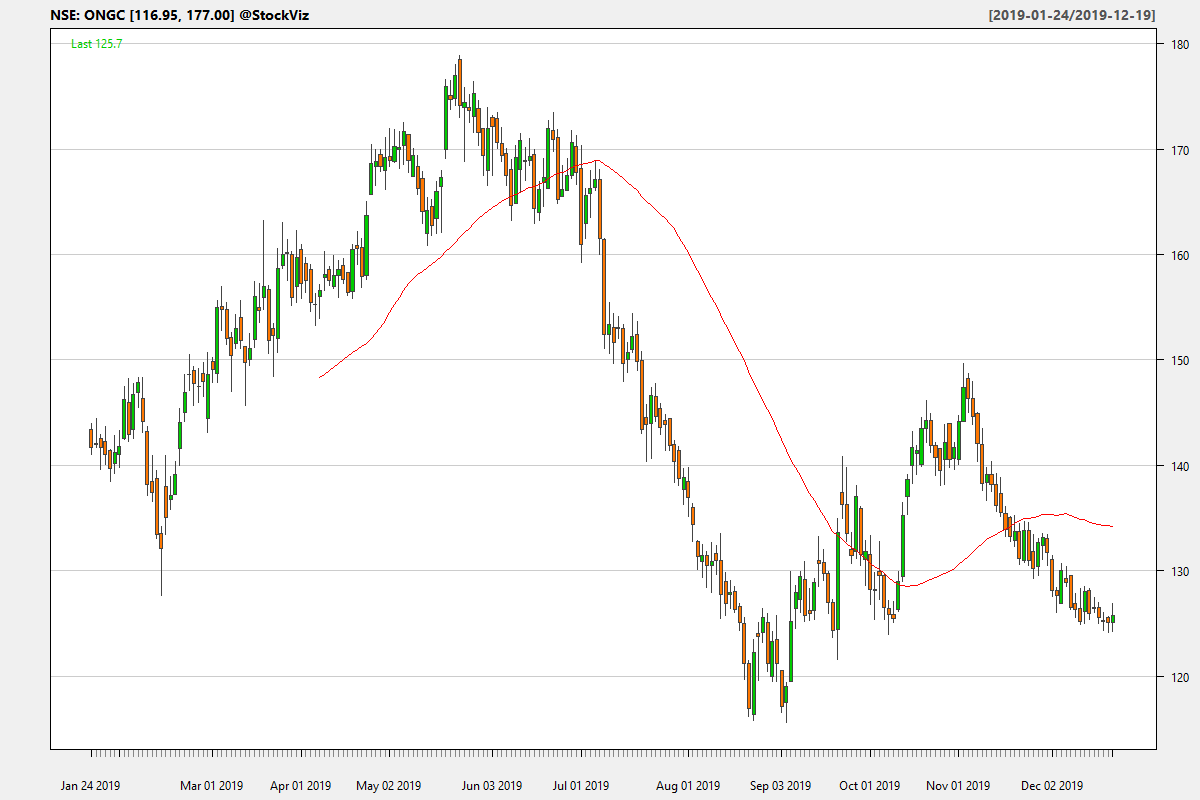 NSE: ONGC [116.95, 177.00] @StockViz
[2019-01-24/2019-12-19]
Last 125.7
180
170
160
150
140
130
120
Jan 24 2019 Mar 01 2019 Apr 01 2019 May 02 2019 Jun 03 2019 Jul 01 2019 Aug 01 2019 Sep 03 2019 Oct 01 2019 Nov 01 2019 Dec 02 2019